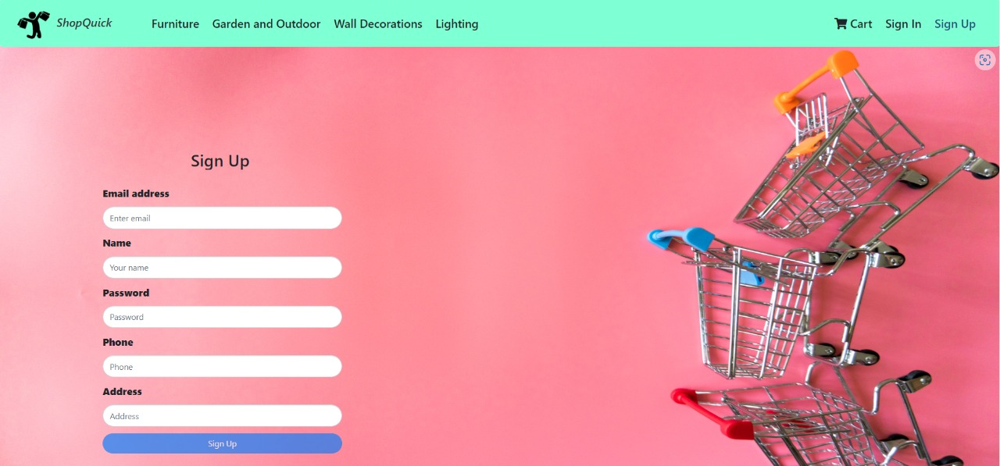 ShopQuick Furniture Garden and Outdoor Wall Decorations Lighting Cart Sign In Sign Up
Sign Up
Email address
Enter email
Name
Your name
Password
Password
Phone
Phone
Address
Address
Sign Up